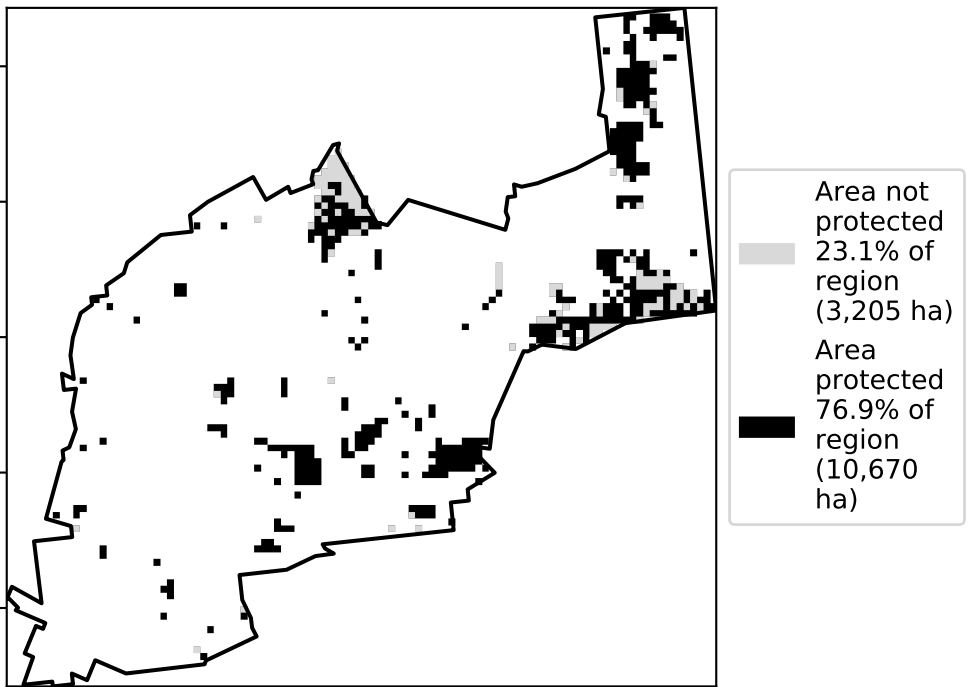 Area not
protected
23.1% of
region
(3,205 ha)
Area
protected
76.9% of
region
(10,670
ha)